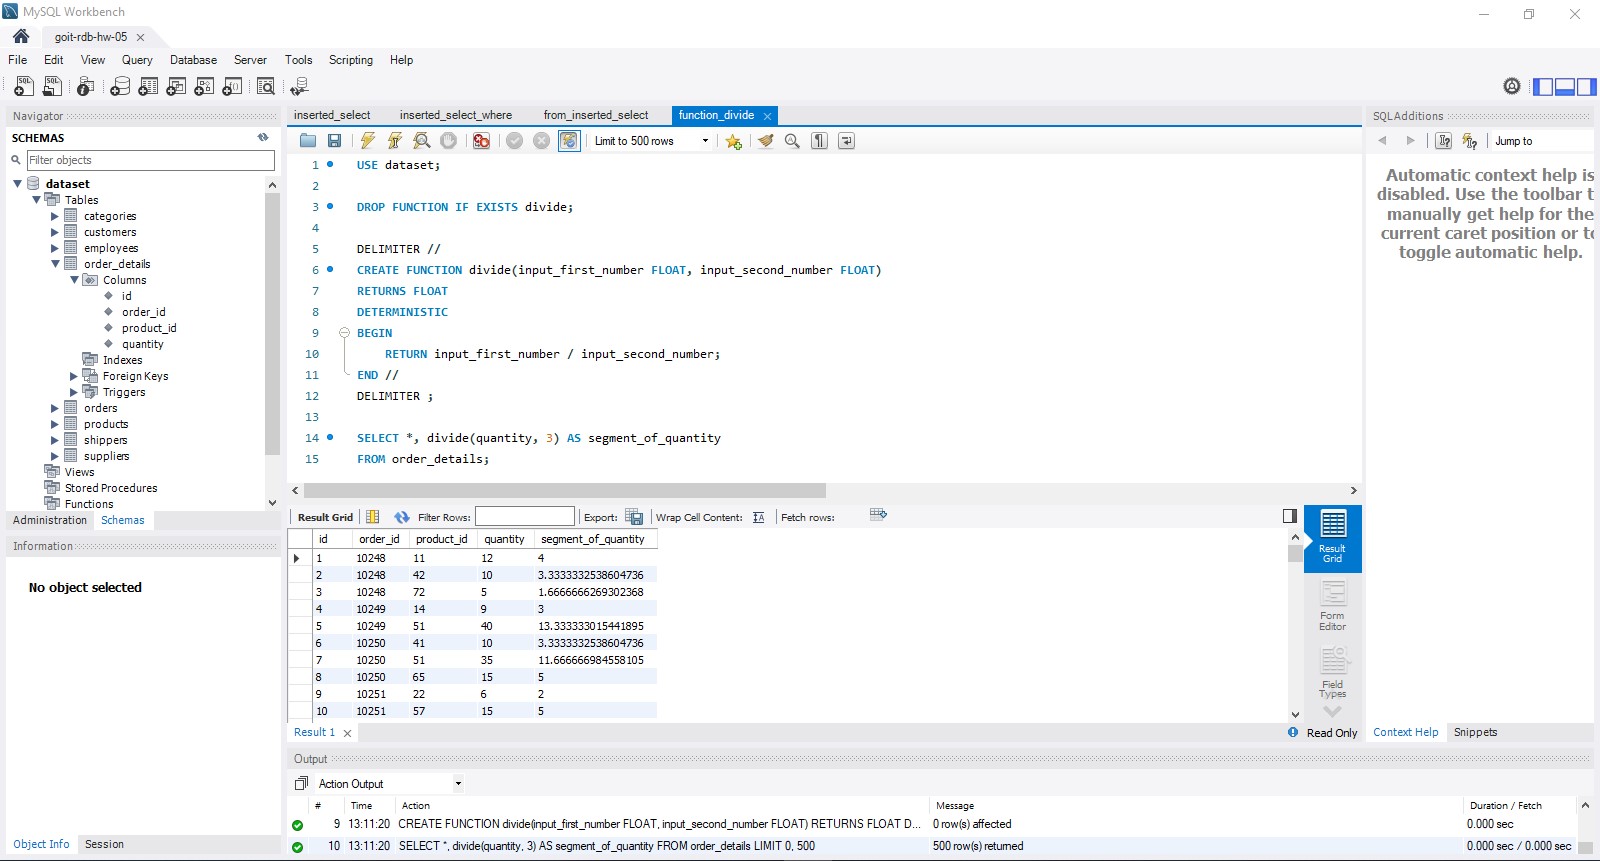 MySQL Workbench
goit-rdb-hw-05
File Edit View Query Database Server Tools Scripting Help
Navigator
SCHEMAS
Filter objects
dataset
Tables
categories
customers
employees
order_details
Columns
id
order_id
product_id
quantity
Indexes
Foreign Keys
Triggers
orders
products
shippers
suppliers
Views
Stored Procedures
Functions
Administration Schemas
Information
No object selected
Object Info Session
inserted_select inserted_select_where from_inserted_select function_divide
Limit to 500 rows
1 USE dataset;
2
3 DROP FUNCTION IF EXISTS divide;
4
5 DELIMITER //
6 CREATE FUNCTION divide(input_first_number FLOAT, input_second_number FLOAT)
7 RETURNS FLOAT
8 DETERMINISTIC
9 BEGIN
10 RETURN input_first_number / input_second_number;
11 END //
12 DELIMITER ;
13
14 SELECT *, divide(quantity, 3) AS segment_of_quantity
15 FROM order_details;
Result Grid Filter Rows: Export: Wrap Cell Content: Fetch rows:
id order_id product_id quantity segment_of_quantity
1 10248 11 12 4
2 10248 42 10 3.3333332538604736
3 10248 72 5 1.6666666269302368
4 10249 14 9 3
5 10249 51 40 13.333333015441895
6 10250 41 10 3.3333332538604736
7 10250 51 35 11.666666984558105
8 10250 65 15 5
9 10251 22 6 2
10 10251 57 15 5
Result Grid
Form Editor
Field Types
Result 1
Read Only
Output
Action Output
# Time Action Message Duration / Fetch
9 13:11:20 CREATE FUNCTION divide(input_first_number FLOAT, input_second_number FLOAT) RETURNS FLOAT D... 0 row(s) affected 0.000 sec
10 13:11:20 SELECT *, divide(quantity, 3) AS segment_of_quantity FROM order_details LIMIT 0, 500 500 row(s) returned 0.000 sec / 0.000 sec
SQLAdditions
Jump to
Automatic context help is
disabled. Use the toolbar t
manually get help for the
current caret position or to
toggle automatic help.
Context Help Snippets